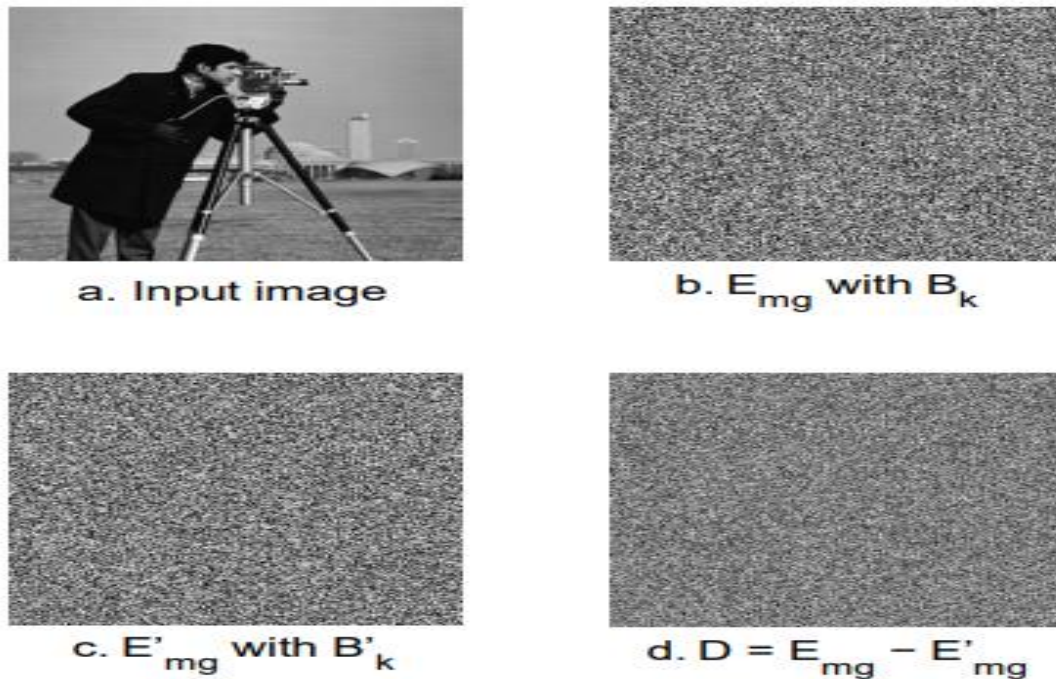 a. Input image
b. E_mg with B_k
c. E'_mg with B'_k
d. D = E_mg − E'_mg